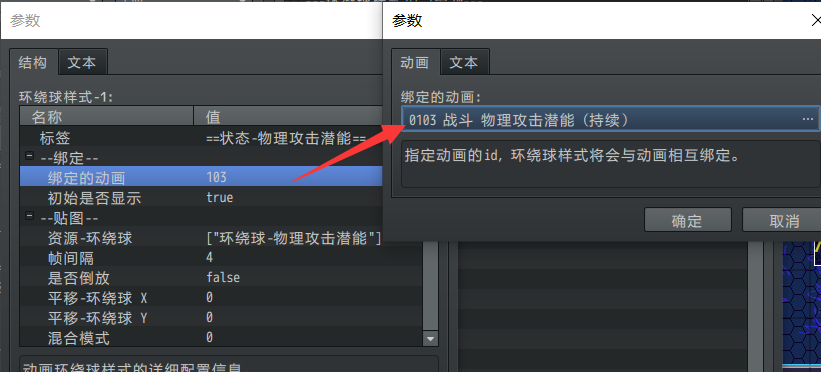 参数
结构 文本
环绕球样式-1:
名称 值
标签 ==状态-物理攻击潜能==
--绑定--
绑定的动画 103
初始是否显示 true
--贴图--
资源-环绕球 ["环绕球-物理攻击潜能"]
帧间隔 4
是否倒放 false
平移-环绕球 X 0
平移-环绕球 Y 0
混合模式 0
动画环绕球样式的详细配置信息
参数
动画 文本
绑定的动画:
0103 战斗 物理攻击潜能(持续) ...
指定动画的id, 环绕球样式将会与动画相互绑定。
确定 取消